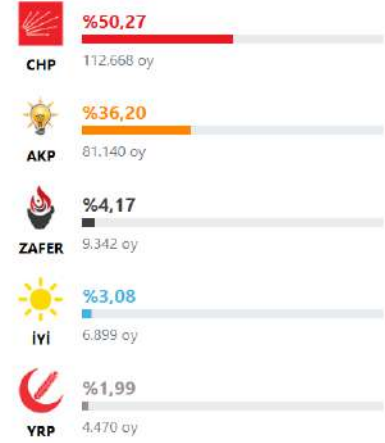 %50,27
CHP
112.668 oy
%36,20
AKP
81.140 oy
%4,17
ZAFER
9.342 oy
%3,08
İYİ
6.899 oy
%1,99
YRP
4.470 oy